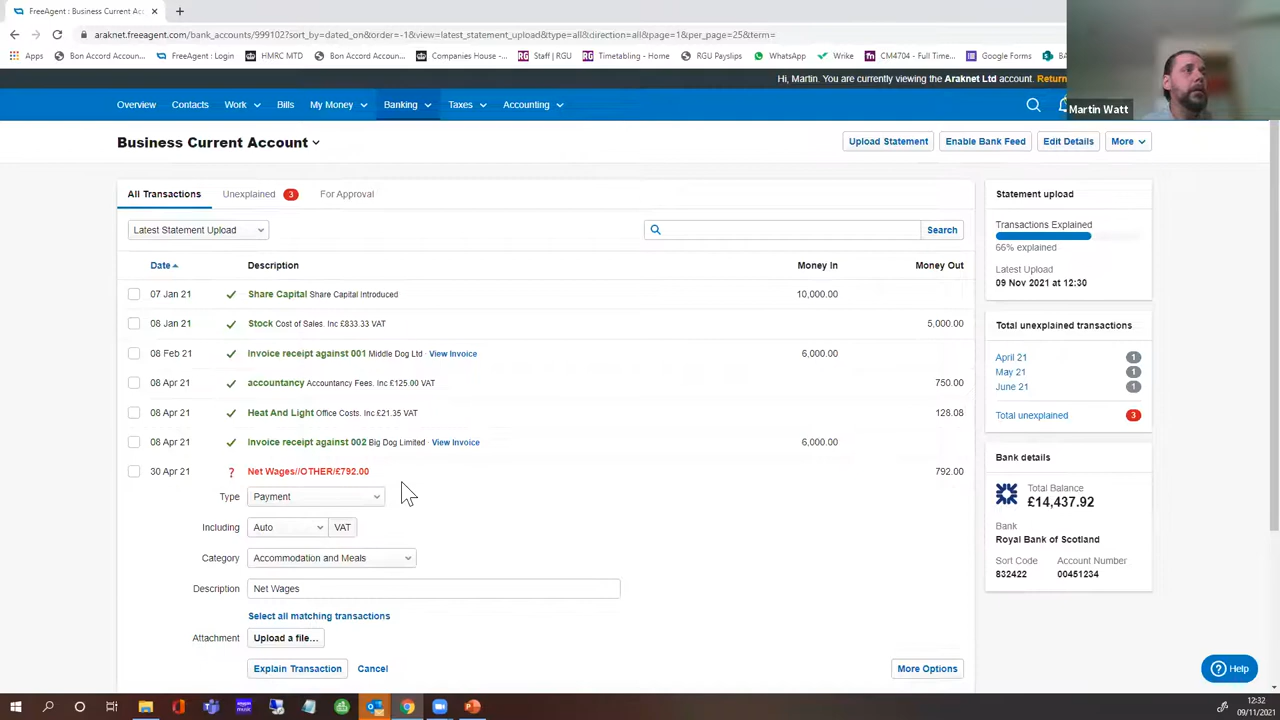 FreeAgent : Business Current Ac
araknet.freeagent.com/bank_accounts/999102?sort_by=dated_on&order=-1&view=latest_statement_upload&type=all&direction=all&page=1&per_page=25&term=
Apps Bon Accord Accoun... FreeAgent : Login HMRC MTD Bon Accord Accoun... Companies House -... Staff | RGU Timetabling - Home RGU Payslips WhatsApp Wrike CM4704 - Full Time... Google Forms
Hi, Martin. You are currently viewing the Araknet Ltd account. Return
Martin Watt
Overview Contacts Work Bills My Money Banking Taxes Accounting
Business Current Account
Upload Statement Enable Bank Feed Edit Details More
All Transactions Unexplained 3 For Approval
Latest Statement Upload Search
Date Description Money In Money Out
07 Jan 21 Share Capital Share Capital Introduced 10,000.00
08 Jan 21 Stock Cost of Sales. Inc £833.33 VAT 5,000.00
08 Feb 21 Invoice receipt against 001 Middle Dog Ltd · View Invoice 6,000.00
08 Apr 21 accountancy Accountancy Fees. Inc £125.00 VAT 750.00
08 Apr 21 Heat And Light Office Costs. Inc £21.35 VAT 128.08
08 Apr 21 Invoice receipt against 002 Big Dog Limited · View Invoice 6,000.00
30 Apr 21 ? Net Wages//OTHER/£792.00 792.00
Type Payment
Including Auto VAT
Category Accommodation and Meals
Description Net Wages
Select all matching transactions
Attachment Upload a file...
Explain Transaction Cancel More Options
Statement upload
Transactions Explained
66% explained
Latest Upload
09 Nov 2021 at 12:30
Total unexplained transactions
April 21 1
May 21 1
June 21 1
Total unexplained 3
Bank details
Total Balance
£14,437.92
Bank
Royal Bank of Scotland
Sort Code Account Number
832422 00451234
Help
12:32
09/11/2021